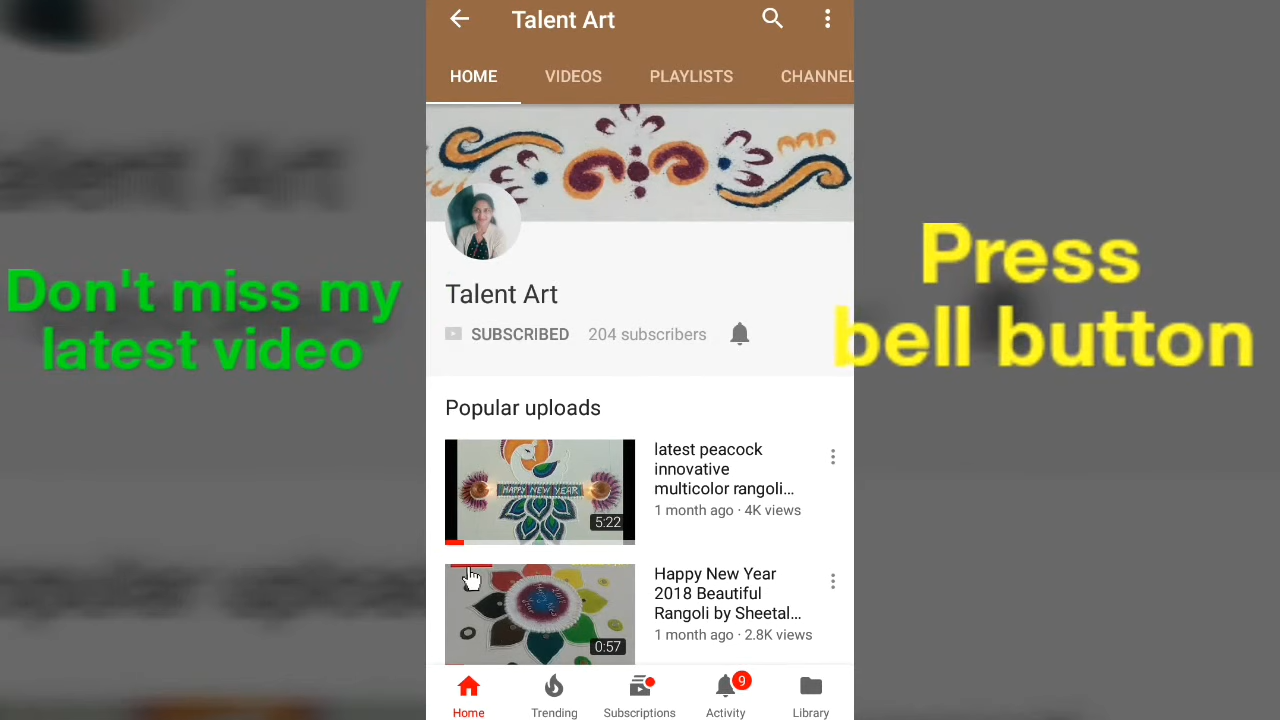 Talent Art
HOME VIDEOS PLAYLISTS CHANNEL
Don't miss my
latest video
Press
bell button
Talent Art
SUBSCRIBED 204 subscribers
Popular uploads
HAPPY NEW YEAR
5:22
latest peacock
innovative
multicolor rangoli...
1 month ago · 4K views
0:57
Happy New Year
2018 Beautiful
Rangoli by Sheetal...
1 month ago · 2.8K views
9
Home Trending Subscriptions Activity Library